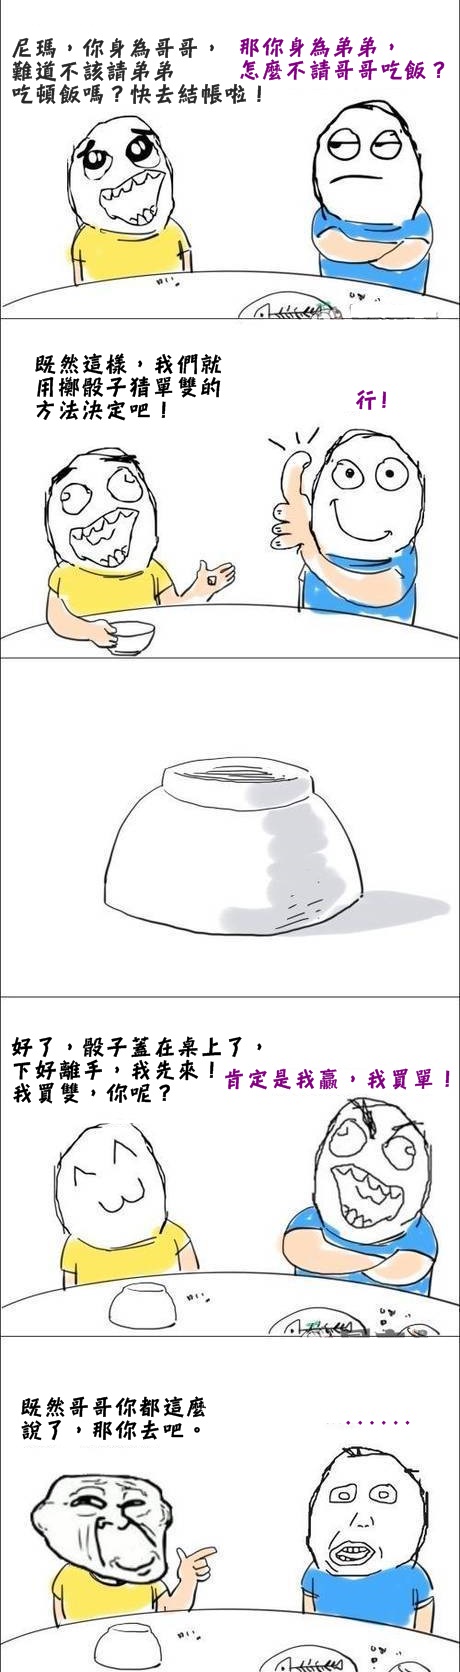 尼瑪，你身為哥哥，
難道不該請弟弟
吃頓飯嗎？快去結帳啦！
那你身為弟弟，
怎麼不請哥哥吃飯？
既然這樣，我們就
用擲骰子猜單雙的
方法決定吧！
行！
好了，骰子蓋在桌上了，
下好離手，我先來！
我買雙，你呢？
肯定是我贏，我買單！
既然哥哥你都這麼
說了，那你去吧。
......